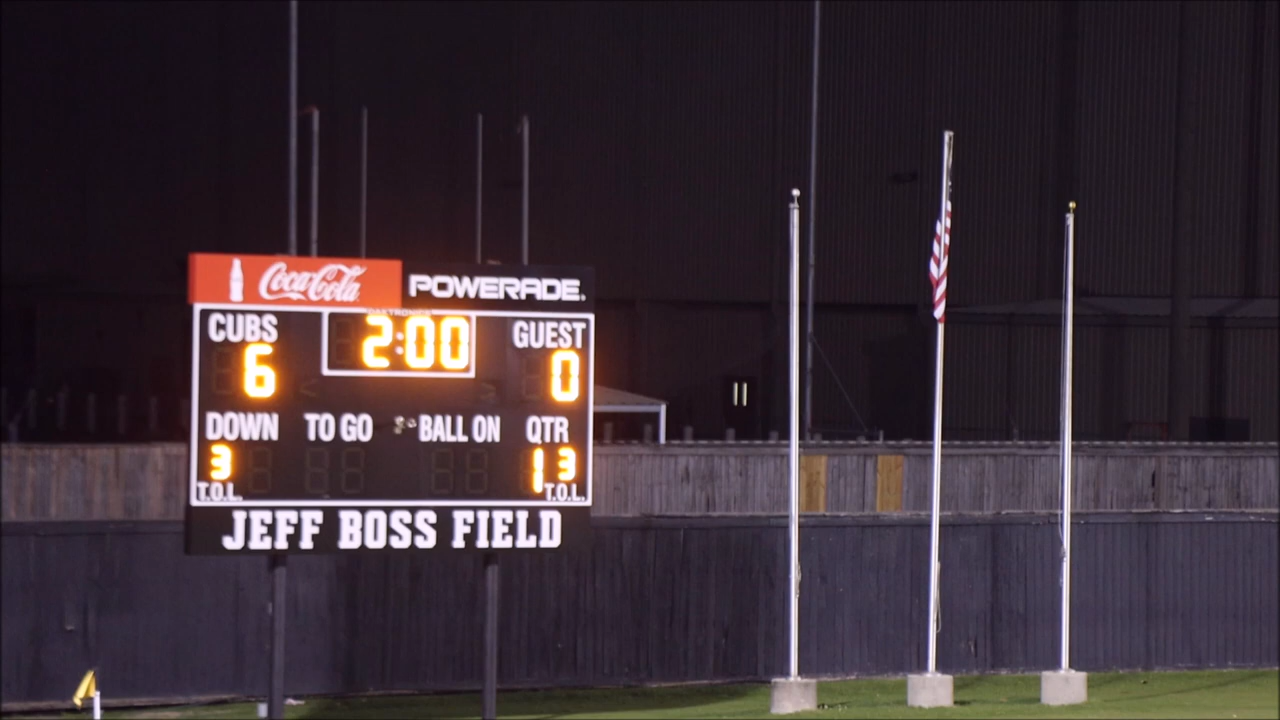 Coca-Cola POWERADE
DAKTRONICS
CUBS 2:00 GUEST
6 0
DOWN TO GO BALL ON QTR
3 1 3
T.O.L. T.O.L.
JEFF BOSS FIELD